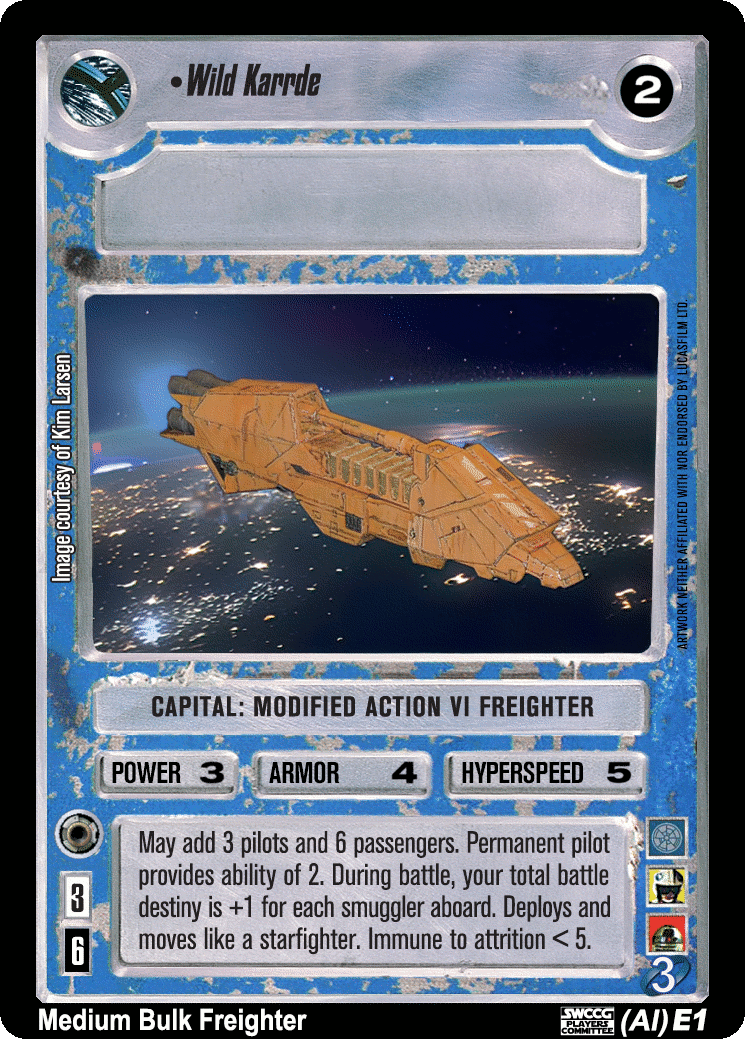 •Wild Karrde
2
Image courtesy of Kim Larsen
ARTWORK NEITHER AFFILIATED WITH NOR ENDORSED BY LUCASFILM LTD.
CAPITAL: MODIFIED ACTION VI FREIGHTER
POWER 3 ARMOR 4 HYPERSPEED 5
May add 3 pilots and 6 passengers. Permanent pilot
provides ability of 2. During battle, your total battle
destiny is +1 for each smuggler aboard. Deploys and
moves like a starfighter. Immune to attrition < 5.
3
6
3
Medium Bulk Freighter
SWCCG
PLAYERS
COMMITTEE
(AI) E1